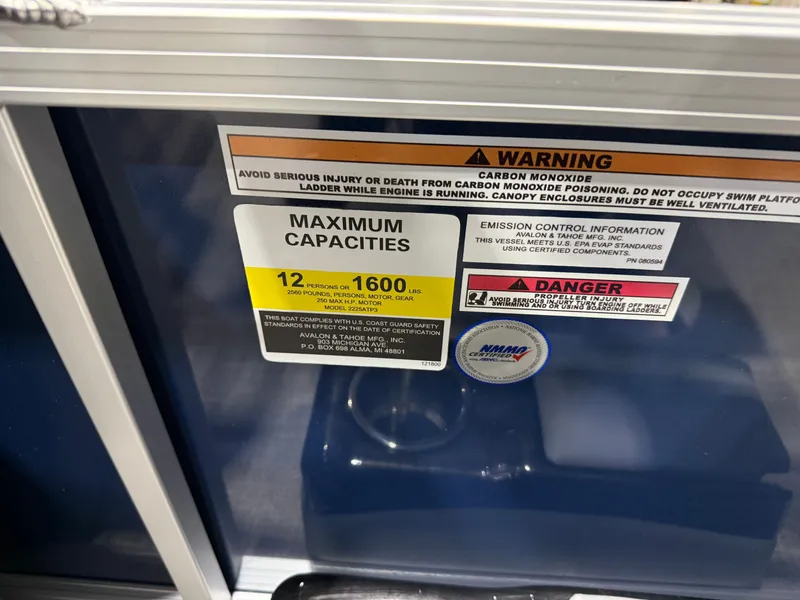 WARNING
CARBON MONOXIDE
AVOID SERIOUS INJURY OR DEATH FROM CARBON MONOXIDE POISONING. DO NOT OCCUPY SWIM PLATFO
LADDER WHILE ENGINE IS RUNNING. CANOPY ENCLOSURES MUST BE WELL VENTILATED.
MAXIMUM
CAPACITIES
12 PERSONS OR 1600 LBS.
2560 POUNDS, PERSONS, MOTOR, GEAR
250 MAX H.P. MOTOR
MODEL 2225ATP3
THIS BOAT COMPLIES WITH U.S. COAST GUARD SAFETY
STANDARDS IN EFFECT ON THE DATE OF CERTIFICATION
AVALON & TAHOE MFG., INC.
903 MICHIGAN AVE.
P.O. BOX 698 ALMA, MI 48801
121800
EMISSION CONTROL INFORMATION
AVALON & TAHOE MFG. INC.
THIS VESSEL MEETS U.S. EPA EVAP STANDARDS
USING CERTIFIED COMPONENTS.
PN 080594
DANGER
PROPELLER INJURY
AVOID SERIOUS INJURY TURN ENGINE OFF WHILE
SWIMMING AND OR USING BOARDING LADDERS.
NMMA
CERTIFIED